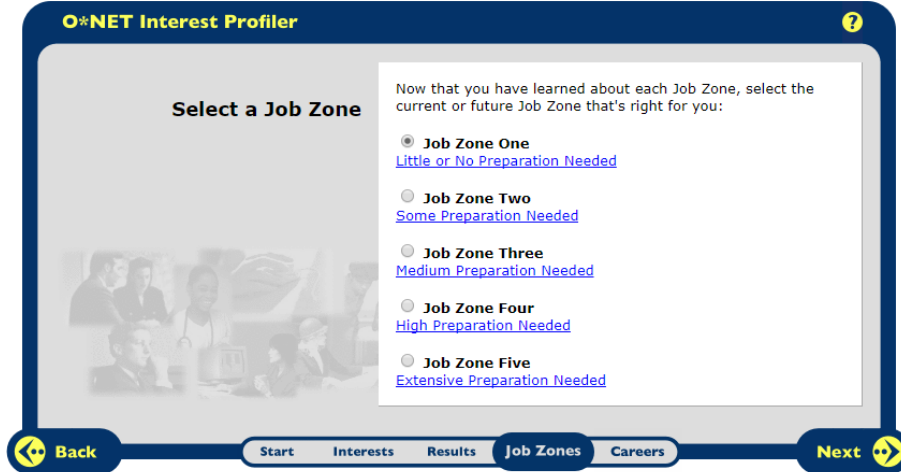 O*NET Interest Profiler
?
Select a Job Zone
Now that you have learned about each Job Zone, select the
current or future Job Zone that's right for you:
Job Zone One
Little or No Preparation Needed
Job Zone Two
Some Preparation Needed
Job Zone Three
Medium Preparation Needed
Job Zone Four
High Preparation Needed
Job Zone Five
Extensive Preparation Needed
Back
Start
Interests
Results
Job Zones
Careers
Next